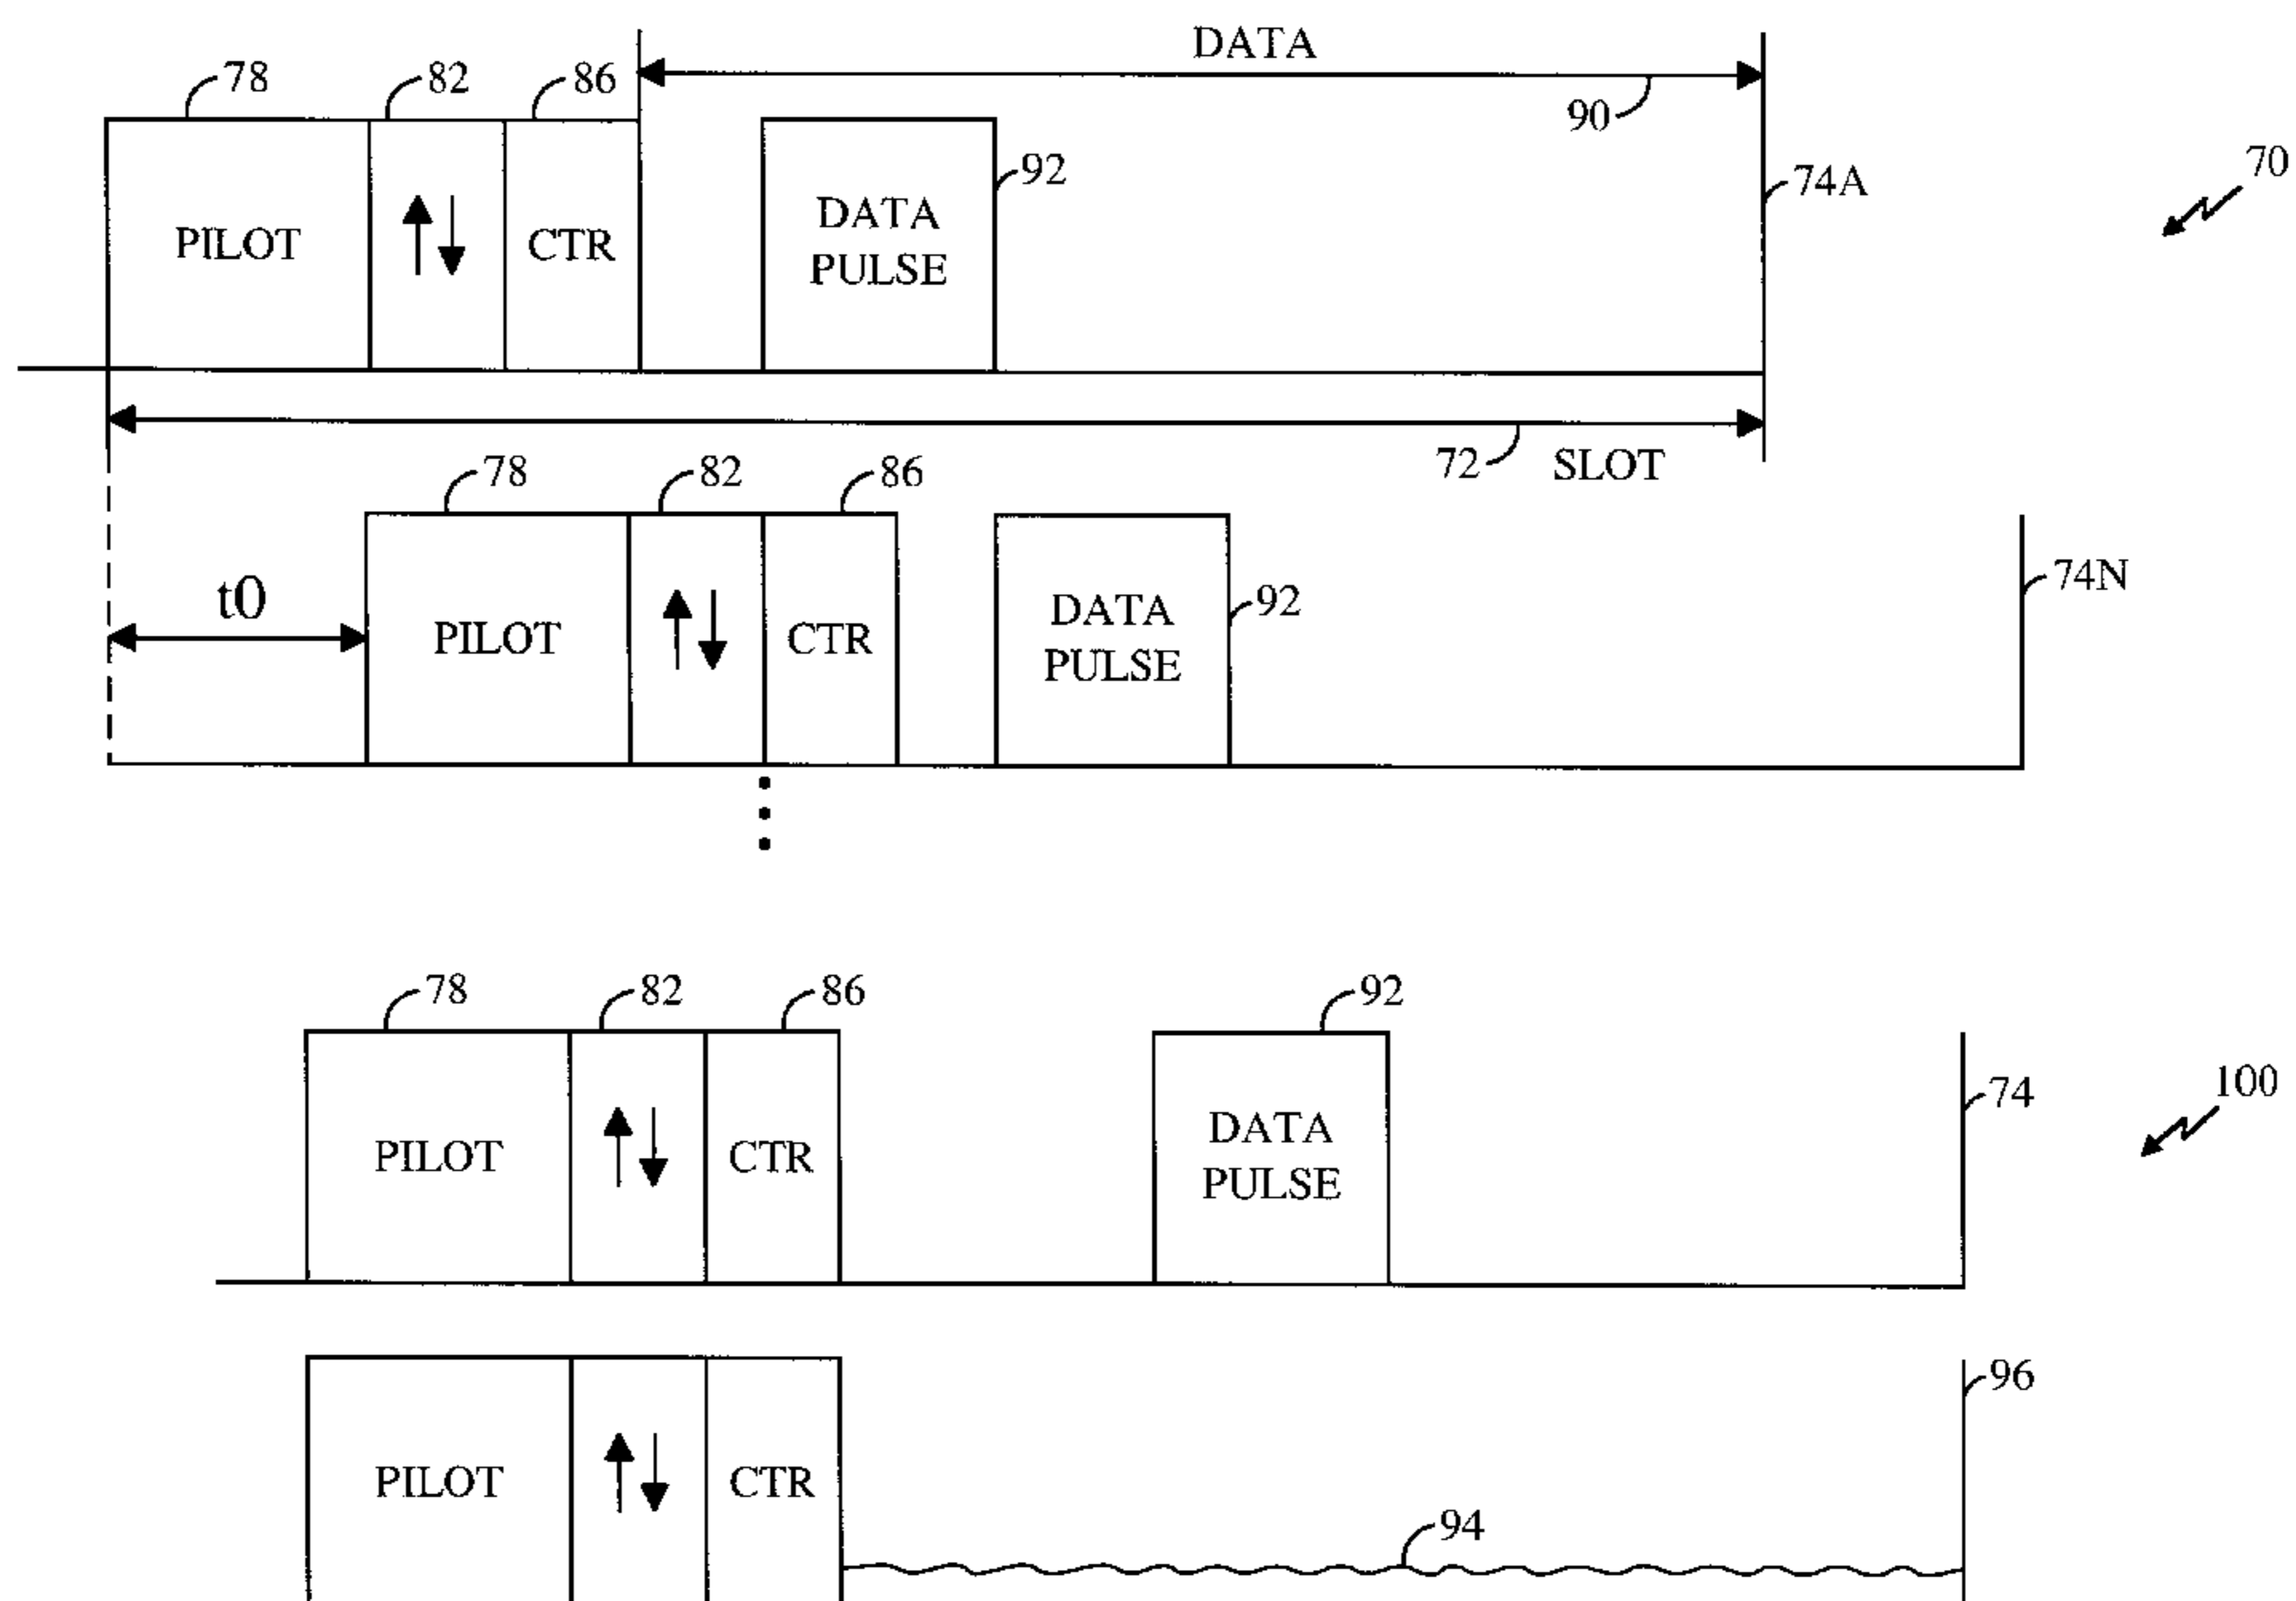 DATA
78
82
86
90
92
74A
70
PILOT
CTR
DATA
PULSE
72
SLOT
78
82
86
t0
PILOT
CTR
DATA
PULSE
92
74N
78
82
86
92
74
100
PILOT
CTR
DATA
PULSE
96
PILOT
CTR
94